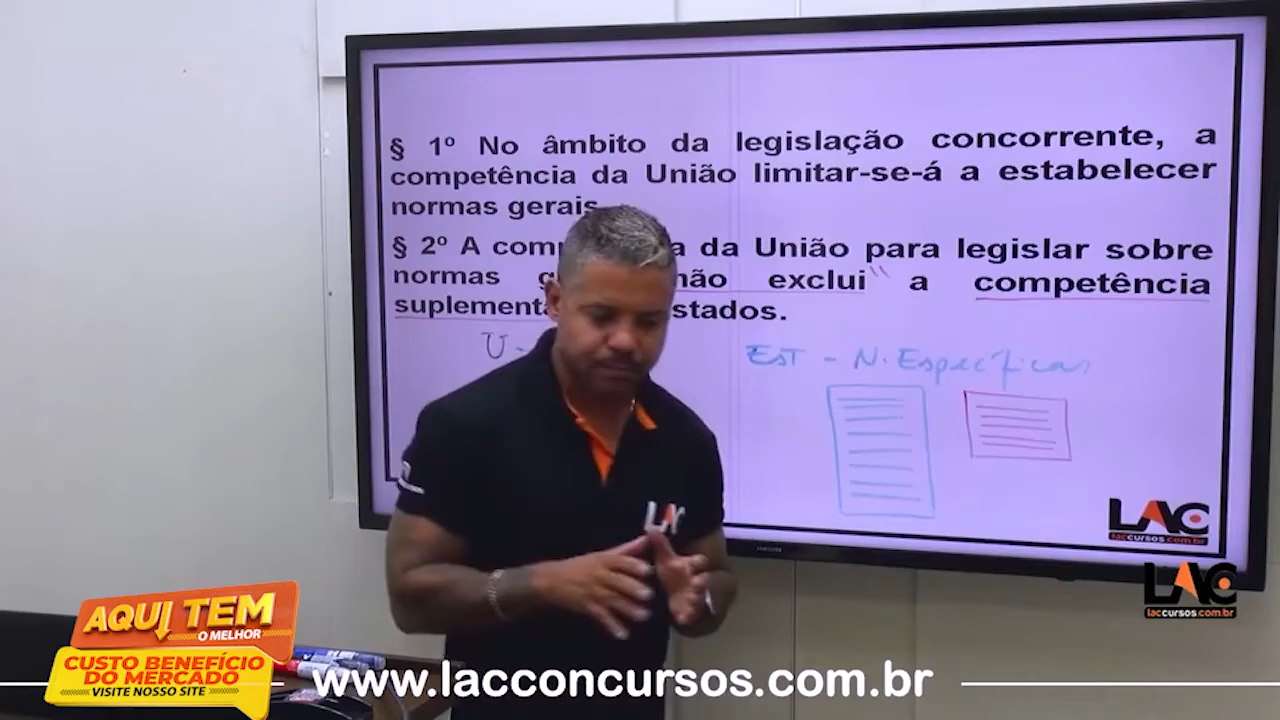 § 1º No âmbito da legislação concorrente, a
competência da União limitar-se-á a estabelecer
normas gerais
§ 2º A com a da União para legislar sobre
normas g não exclui" a competência
suplementa stados.
U -
EST - N. Específicas
LAC
laccursos.com.br
LAC
LAC
laccursos.com.br
AQUI TEM
O MELHOR
CUSTO BENEFÍCIO
DO MERCADO
VISITE NOSSO SITE
www.lacconcursos.com.br